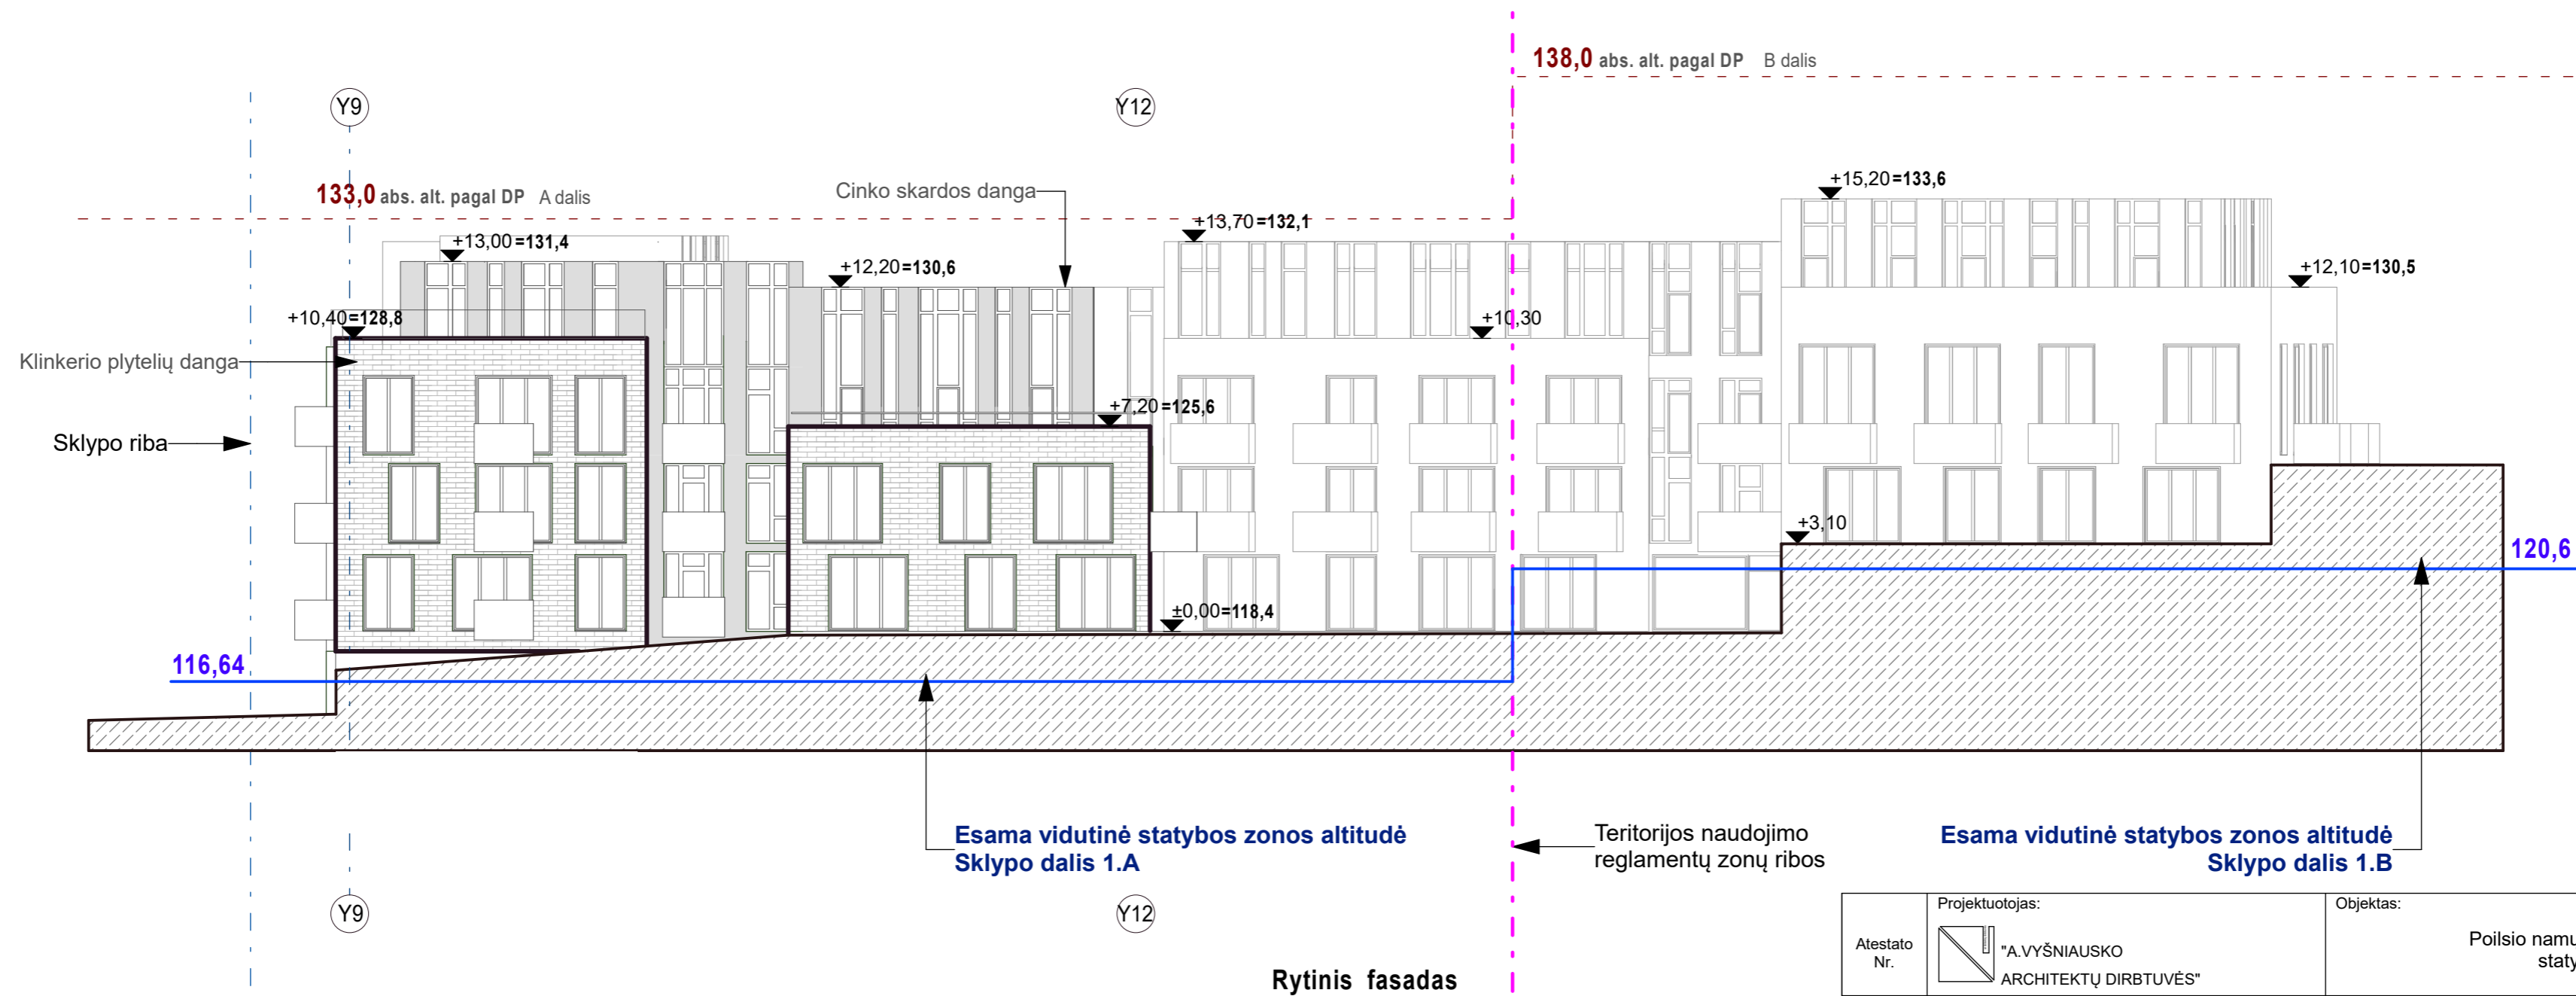 138,0 abs. alt. pagal DP B dalis
Y9
Y12
133,0 abs. alt. pagal DP A dalis
Cinko skardos danga
+15,20=133,6
+13,70=132,1
+13,00=131,4
+12,20=130,6
+12,10=130,5
+10,40=128,8
+10,30
Klinkerio plytelių danga
+7,20=125,6
Sklypo riba
+3,10
120,6
±0,00=118,4
116,64
Esama vidutinė statybos zonos altitudė
Sklypo dalis 1.A
Teritorijos naudojimo
reglamentų zonų ribos
Esama vidutinė statybos zonos altitudė
Sklypo dalis 1.B
Y9
Y12
Rytinis fasadas
Atestato
Nr.
Projektuotojas:
"A.VYŠNIAUSKO
ARCHITEKTŲ DIRBTUVĖS"
Objektas:
Poilsio namų
staty